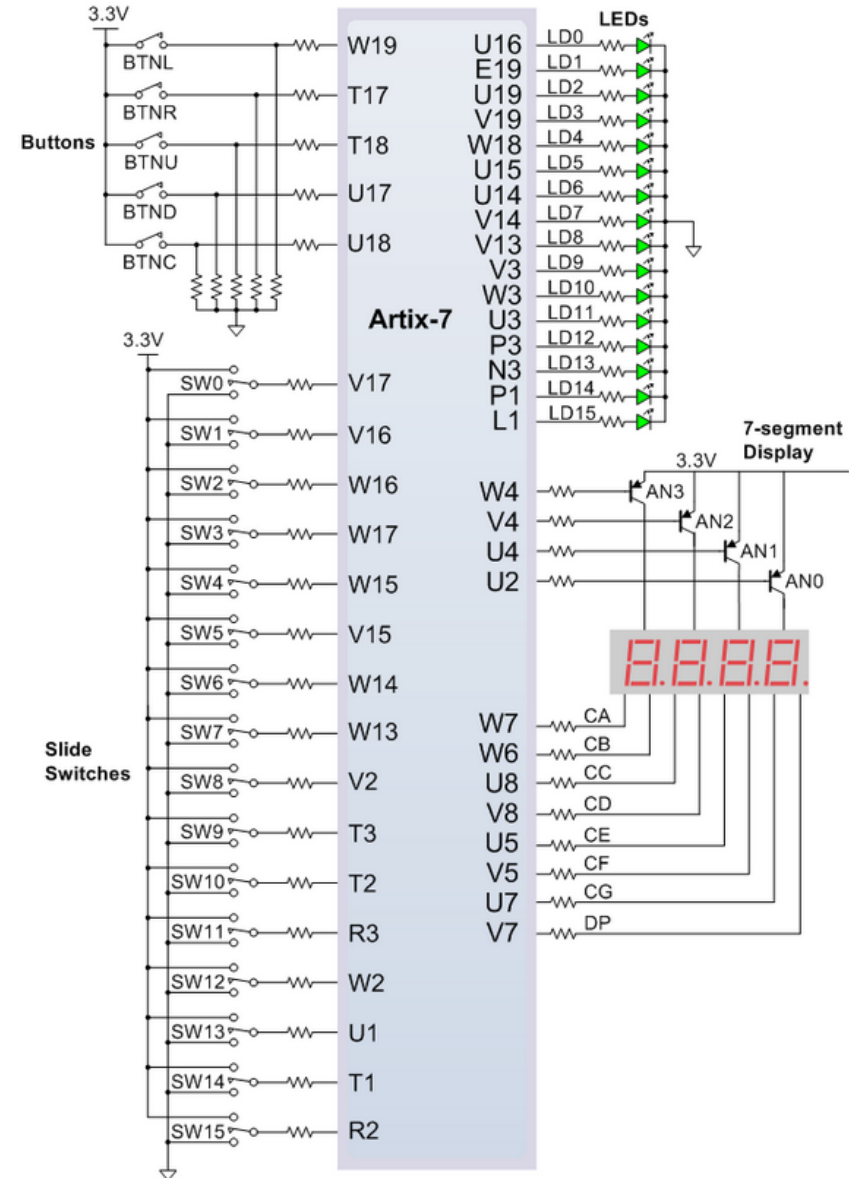 3.3V
BTNL
W19
BTNR
T17
Buttons
BTNU
T18
BTND
U17
BTNC
U18
3.3V
SW0
V17
SW1
V16
SW2
W16
SW3
W17
SW4
W15
SW5
V15
SW6
W14
SW7
W13
Slide
Switches
SW8
V2
SW9
T3
SW10
T2
SW11
R3
SW12
W2
SW13
U1
SW14
T1
SW15
R2
Artix-7
LEDs
U16 LD0
E19 LD1
U19 LD2
V19 LD3
W18 LD4
U15 LD5
U14 LD6
V14 LD7
V13 LD8
V3 LD9
W3 LD10
U3 LD11
P3 LD12
N3 LD13
P1 LD14
L1 LD15
7-segment
Display
3.3V
W4
AN3
V4
AN2
U4
AN1
U2
AN0
8.8.8.8.
W7 CA
W6 CB
U8 CC
V8 CD
U5 CE
V5 CF
U7 CG
V7 DP